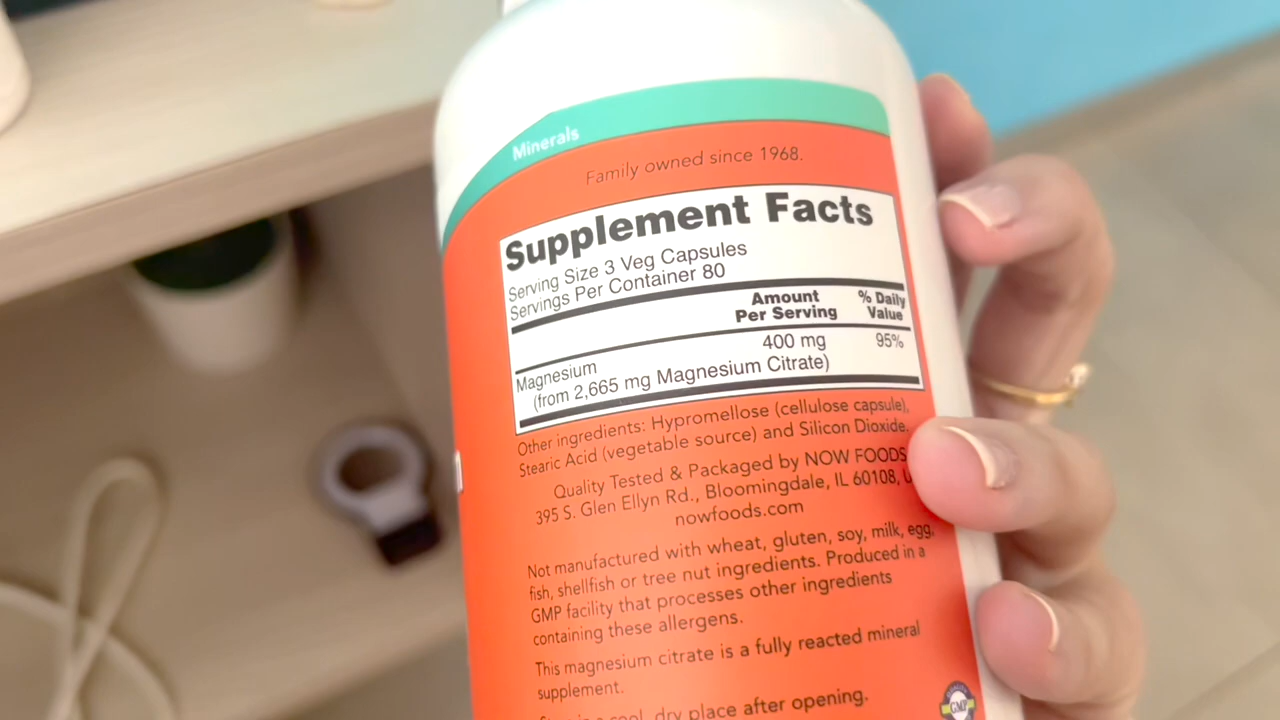 Minerals
Family owned since 1968.
Supplement Facts
Serving Size 3 Veg Capsules
Servings Per Container 80
Amount Per Serving
% Daily Value
Magnesium 400 mg 95%
(from 2,665 mg Magnesium Citrate)
Other ingredients: Hypromellose (cellulose capsule),
Stearic Acid (vegetable source) and Silicon Dioxide.
Quality Tested & Packaged by NOW FOODS
395 S. Glen Ellyn Rd., Bloomingdale, IL 60108,
nowfoods.com
Not manufactured with wheat, gluten, soy, milk, egg,
fish, shellfish or tree nut ingredients. Produced in a
GMP facility that processes other ingredients
containing these allergens.
This magnesium citrate is a fully reacted mineral
supplement.
cool, dry place after opening.
GMP